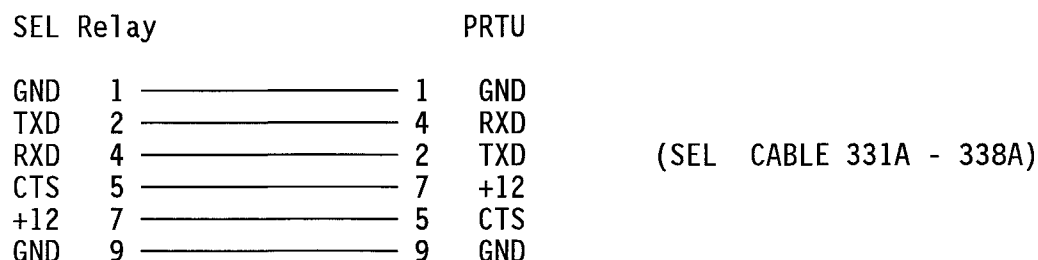 SEL Relay PRTU
GND 1 1 GND
TXD 2 4 RXD
RXD 4 2 TXD (SEL CABLE 331A - 338A)
CTS 5 7 +12
+12 7 5 CTS
GND 9 9 GND